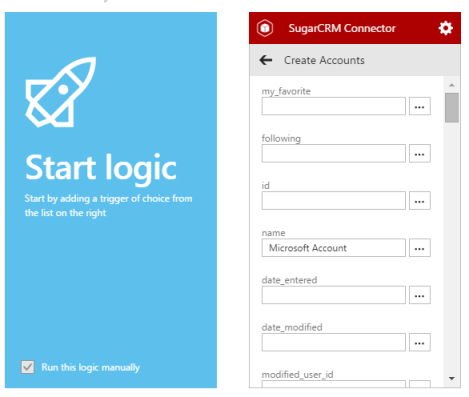 Start logic
Start by adding a trigger of choice from
the list on the right
Run this logic manually
SugarCRM Connector
Create Accounts
my_favorite
...
following
...
id
...
name
Microsoft Account
...
date_entered
...
date_modified
...
modified_user_id